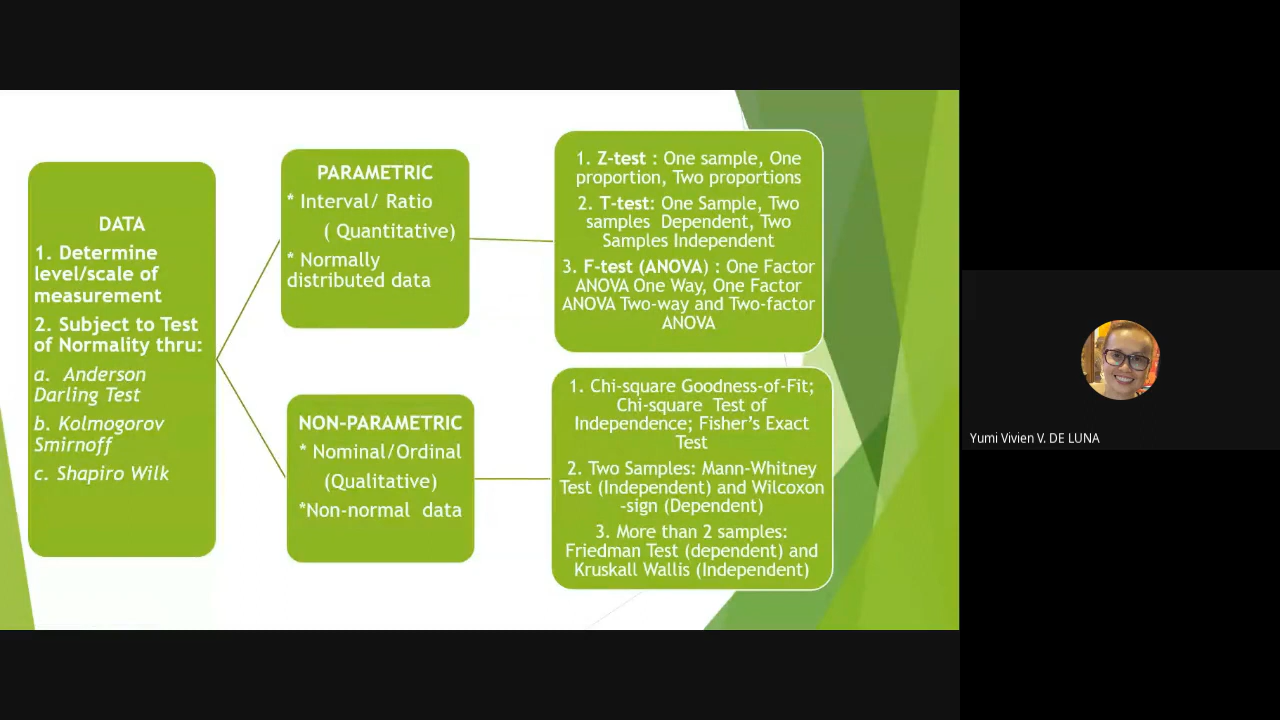 DATA
1. Determine
level/scale of
measurement
2. Subject to Test
of Normality thru:
a. Anderson
Darling Test
b. Kolmogorov
Smirnoff
c. Shapiro Wilk
PARAMETRIC
* Interval/ Ratio
( Quantitative)
* Normally
distributed data
NON-PARAMETRIC
* Nominal/Ordinal
(Qualitative)
*Non-normal data
1. Z-test : One sample, One
proportion, Two proportions
2. T-test: One Sample, Two
samples Dependent, Two
Samples Independent
3. F-test (ANOVA) : One Factor
ANOVA One Way, One Factor
ANOVA Two-way and Two-factor
ANOVA
1. Chi-square Goodness-of-Fit;
Chi-square Test of
Independence; Fisher’s Exact
Test
2. Two Samples: Mann-Whitney
Test (Independent) and Wilcoxon
-sign (Dependent)
3. More than 2 samples:
Friedman Test (dependent) and
Kruskall Wallis (Independent)
Yumi Vivien V. DE LUNA